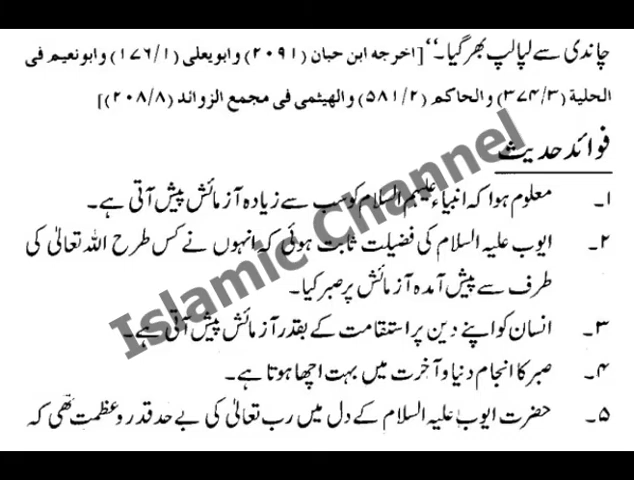 چاندی سے لپالپ بھر گیا۔‘‘ [اخرجه ابن حبان (۲۰۹۱) وابویعلی (۱۷٦/۱) وابونعیم فی
الحلیة (۳۷٤/۳) والحاکم (۵۸۱/۲) والهیثمی فی مجمع الزوائد (۲۰۸/۸)]
فوائد حدیث
۱۔ معلوم ہوا کہ انبیاء علیہم السلام کو سب سے زیادہ آزمائش پیش آتی ہے۔
۲۔ ایوب علیہ السلام کی فضیلت ثابت ہوئی کہ انہوں نے کس طرح اللہ تعالیٰ کی
طرف سے پیش آمدہ آزمائش پر صبر کیا۔
۳۔ انسان کو اپنے دین پر استقامت کے بقدر آزمائش پیش آتی ہے۔
۴۔ صبر کا انجام دنیا و آخرت میں بہت اچھا ہوتا ہے۔
۵۔ حضرت ایوب علیہ السلام کے دل میں رب تعالیٰ کی بے حد قدر و عظمت تھی کہ
Islamic Channel